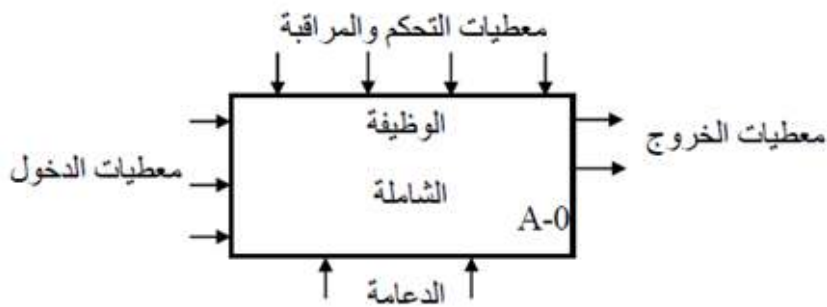 معطيات التحكم والمراقبة
الوظيفة
معطيات الخروج
معطيات الدخول
الشاملة
A-0
الدعامة